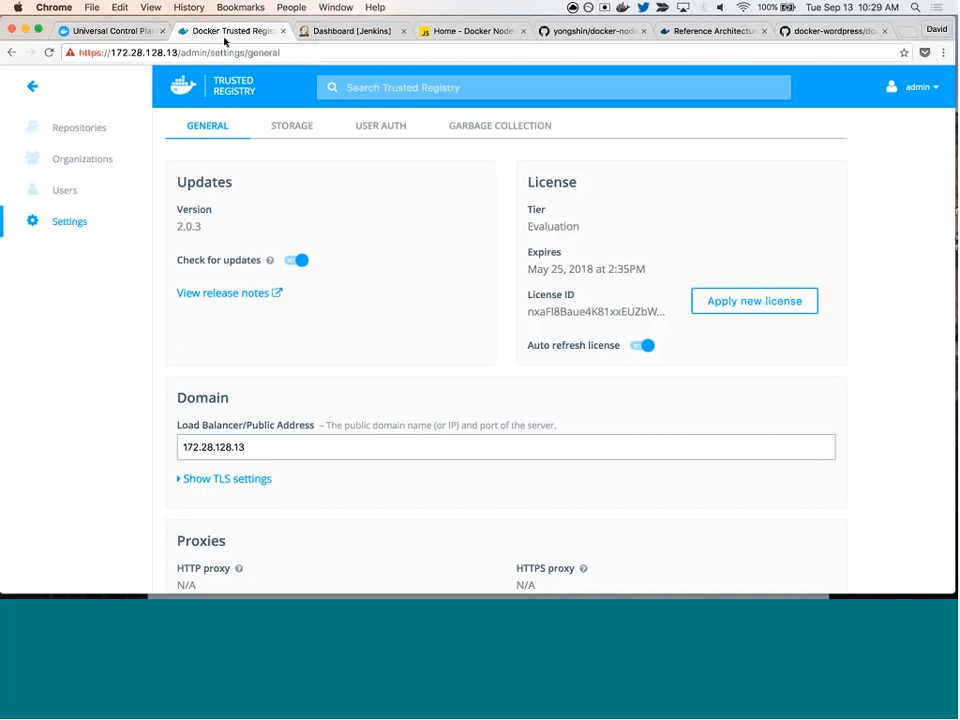 Chrome File Edit View History Bookmarks People Window Help 100% Tue Sep 13 10:29 AM
Universal Control Pla Docker Trusted Regis Dashboard [Jenkins] Home - Docker Node yongshin/docker-node Reference Architectu docker-wordpress/do David
https://172.28.128.13/admin/settings/general
TRUSTED
REGISTRY
Search Trusted Registry
admin
Repositories
Organizations
Users
Settings
GENERAL STORAGE USER AUTH GARBAGE COLLECTION
Updates
Version
2.0.3
Check for updates
View release notes
License
Tier
Evaluation
Expires
May 25, 2018 at 2:35PM
License ID
nxaFl8Baue4K81xxEUZbW...
Apply new license
Auto refresh license
Domain
Load Balancer/Public Address – The public domain name (or IP) and port of the server.
172.28.128.13
Show TLS settings
Proxies
HTTP proxy HTTPS proxy
N/A N/A